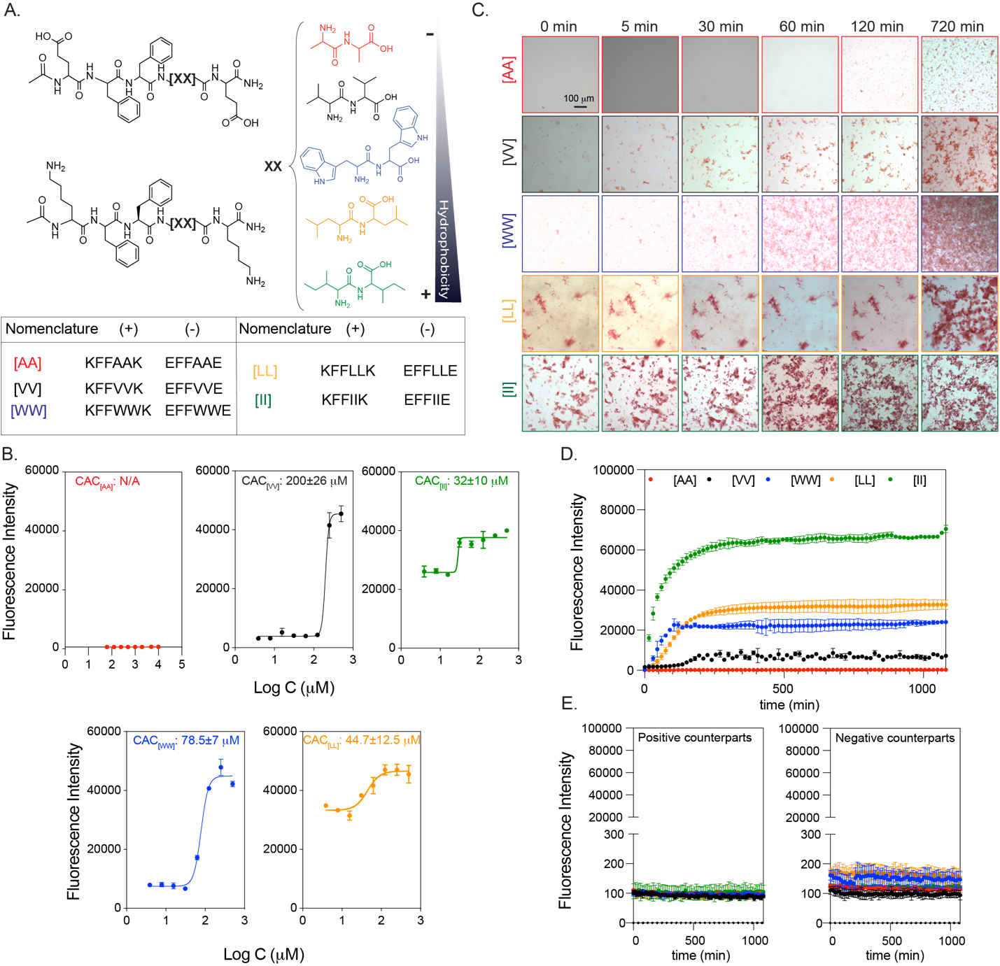 A.
HO
O
O
NH
O
HN
O
NH
O
[XX]
O
HN
O
NH2
O
OH
NH2
O
NH
O
HN
O
NH
O
[XX]
O
HN
O
NH2
NH2
XX
NH2
H
N
O
O
OH
O
NH2
N
H
O
OH
NH
O
HN
NH2
N
H
O
OH
O
OH
O
NH2
N
H
O
OH
O
NH2
N
H
-
Hydrophobicity
+
Nomenclature (+) (-)
[AA] KFFAAK EFFAAE
[VV] KFFVVK EFFVVE
[WW] KFFWWK EFFWWE
Nomenclature (+) (-)
[LL] KFFLLK EFFLLE
[II] KFFIIK EFFIIE
B.
Fluorescence Intensity
60000
40000
20000
0
0 1 2 3 4 5
CAC[AA]: N/A
60000
40000
20000
0
0 1 2 3
CAC[VV]: 200±26 μM
60000
40000
20000
0
0 1 2 3
CAC[II]: 32±10 μM
Log C (μM)
Fluorescence Intensity
60000
40000
20000
0
0 1 2 3
CAC[WW]: 78.5±7 μM
60000
40000
20000
0
0 1 2 3
CAC[LL]: 44.7±12.5 μM
Log C (μM)
C.
0 min 5 min 30 min 60 min 120 min 720 min
[AA]
100 μm
[VV]
[WW]
[LL]
[II]
D.
Fluorescence Intensity
100000
80000
60000
40000
20000
0
[AA] [VV] [WW] [LL] [II]
0 500 1000
time (min)
E.
Fluorescence Intensity
100000
80000
60000
40000
20000
300
200
100
0
Positive counterparts
0 500 1000
time (min)
100000
80000
60000
40000
20000
300
200
100
0
Negative counterparts
0 500 1000
time (min)